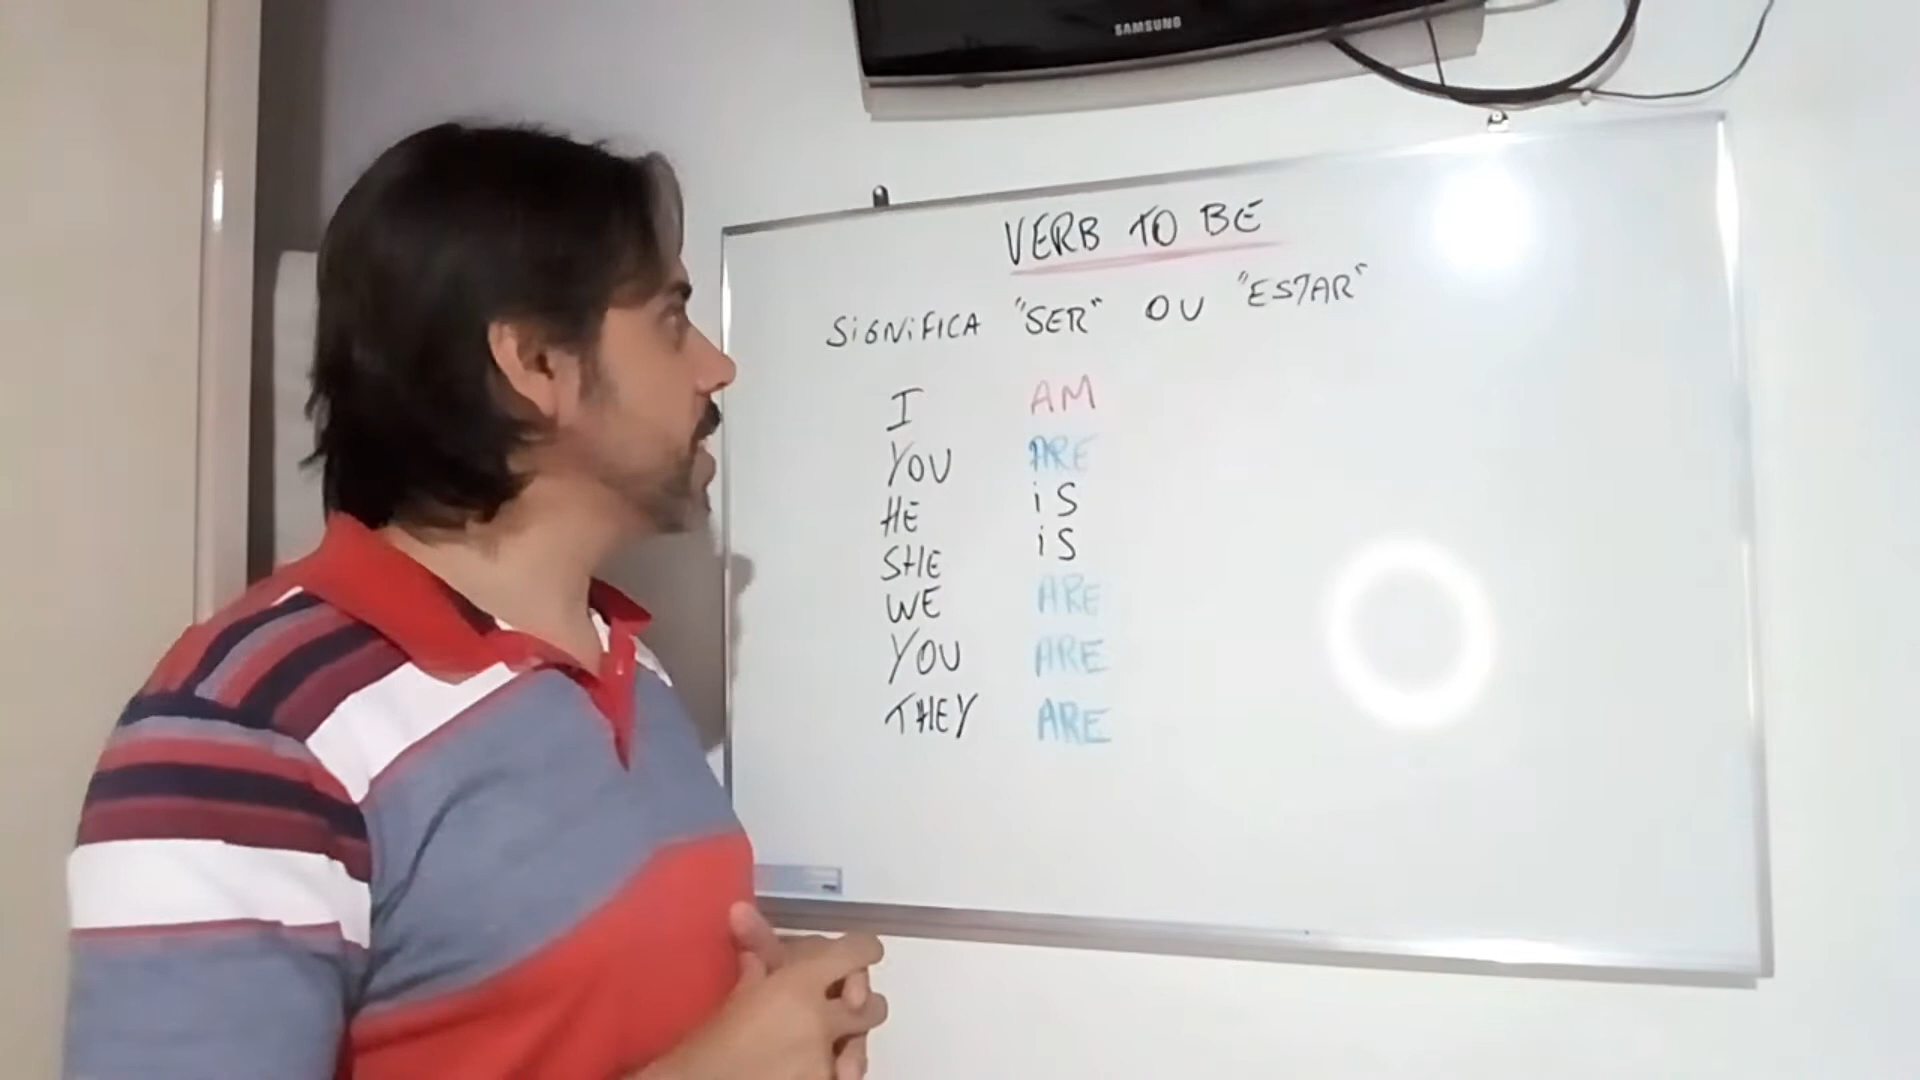 SAMSUNG
VERB TO BE
SiGNiFICA "SER" OU "ESTAR"
I AM
YOU ARE
HE iS
SHE iS
WE ARE
YOU ARE
THEY ARE